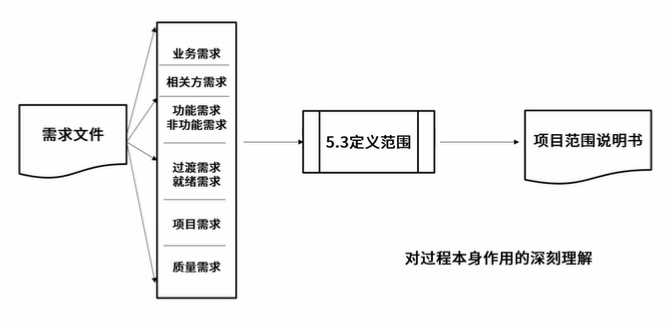 需求文件
业务需求
相关方需求
功能需求
非功能需求
过渡需求
就绪需求
项目需求
质量需求
5.3定义范围
项目范围说明书
对过程本身作用的深刻理解